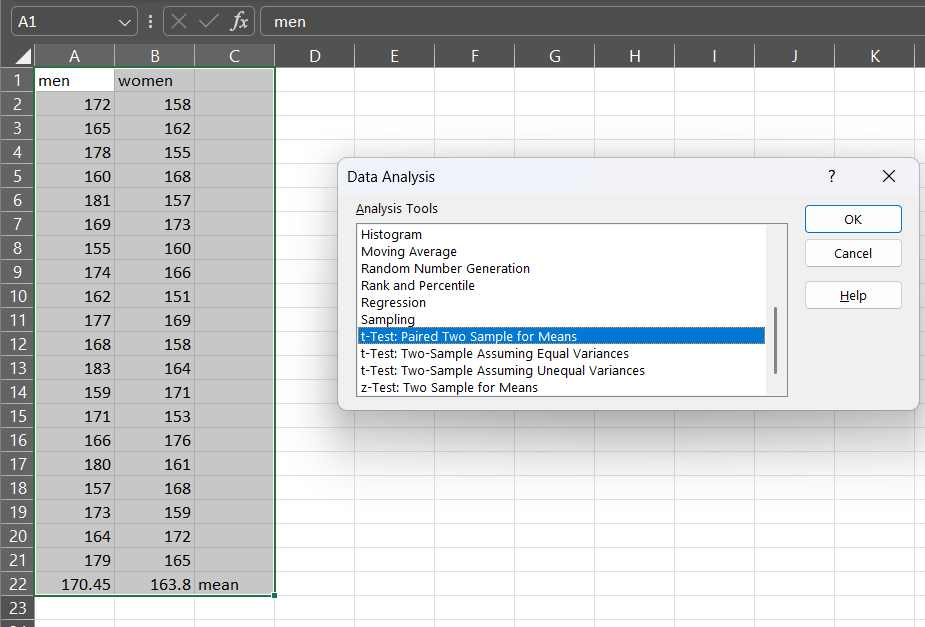 A1 fx men
A B C D E F G H I J K
1 men women
2 172 158
3 165 162
4 178 155
5 160 168
6 181 157
7 169 173
8 155 160
9 174 166
10 162 151
11 177 169
12 168 158
13 183 164
14 159 171
15 171 153
16 166 176
17 180 161
18 157 168
19 173 159
20 164 172
21 179 165
22 170.45 163.8 mean
23
Data Analysis ?
Analysis Tools
Histogram
Moving Average
Random Number Generation
Rank and Percentile
Regression
Sampling
t-Test: Paired Two Sample for Means
t-Test: Two-Sample Assuming Equal Variances
t-Test: Two-Sample Assuming Unequal Variances
z-Test: Two Sample for Means
OK
Cancel
Help